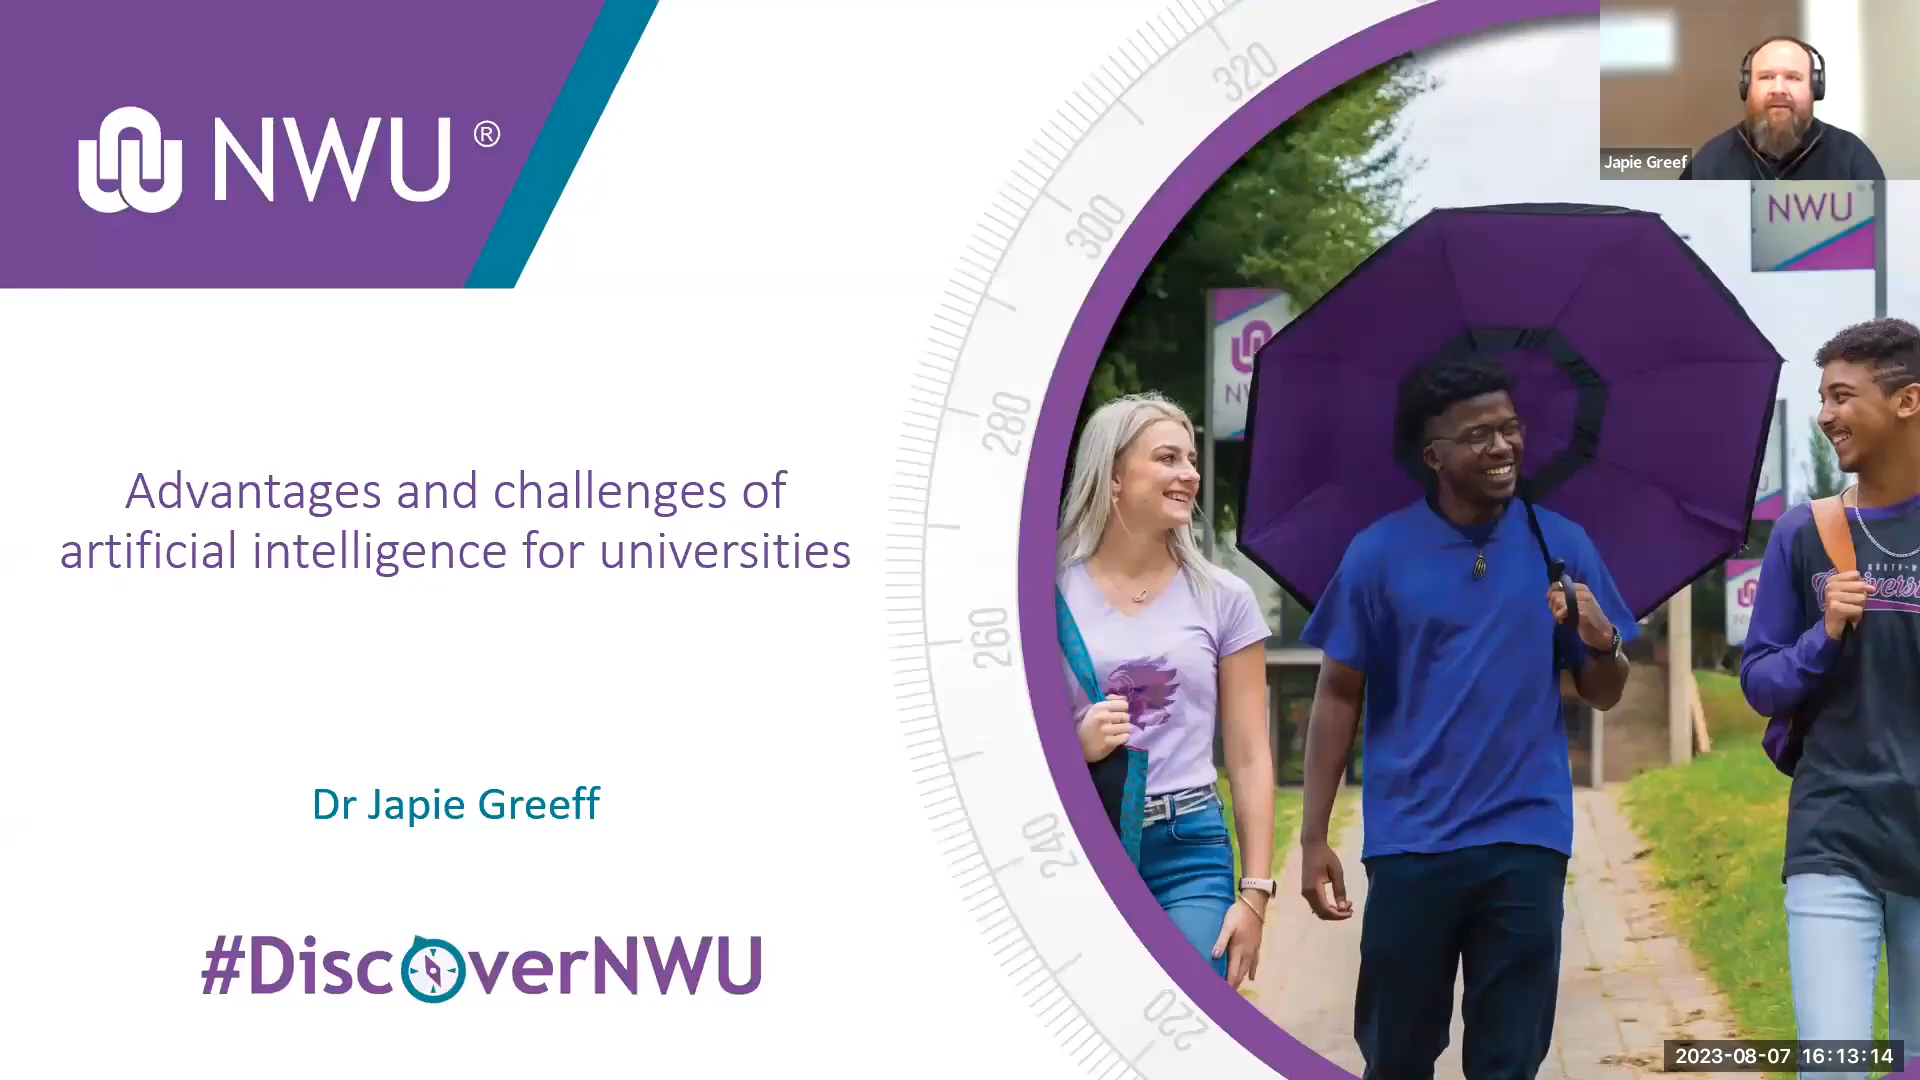 NWU®
Advantages and challenges of
artificial intelligence for universities
Dr Japie Greeff
#DiscoverNWU
320
300
280
260
240
220
Japie Greef
NWU
2023-08-07 16:13:14